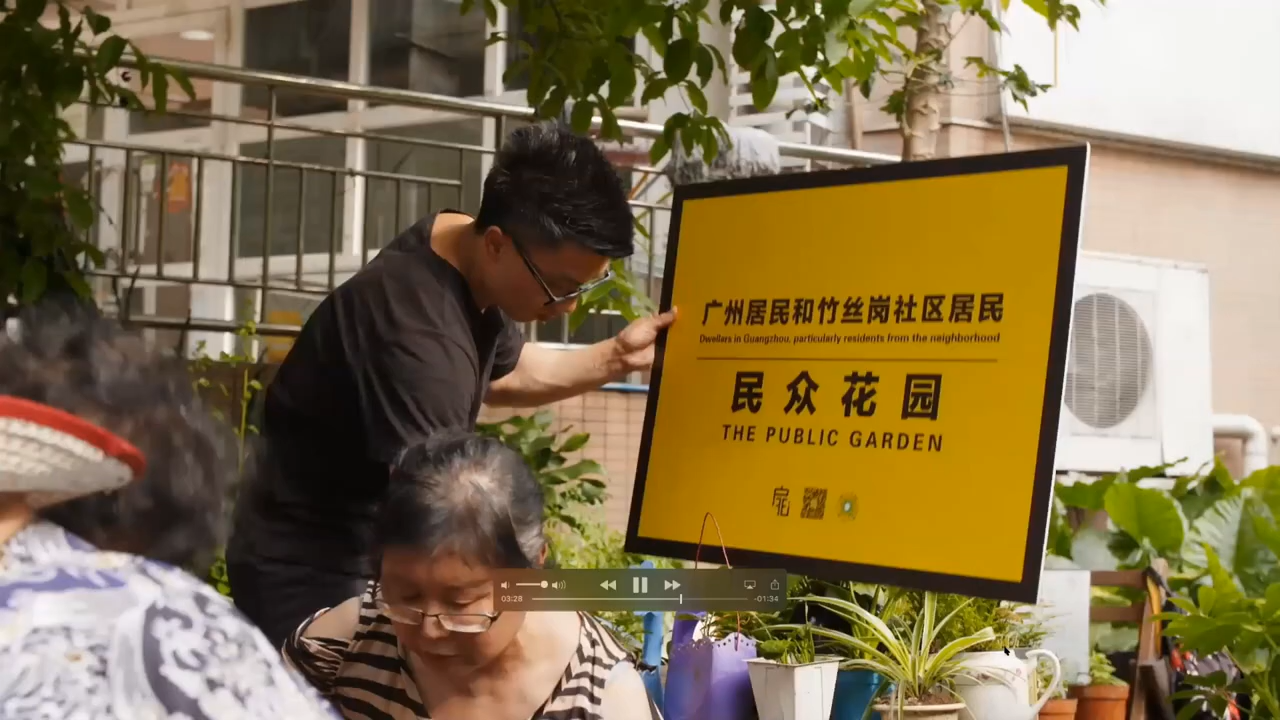 广州居民和竹丝岗社区居民
Dwellers in Guangzhou, particularly residents from the neighborhood
民众花园
THE PUBLIC GARDEN
03:28
-01:34